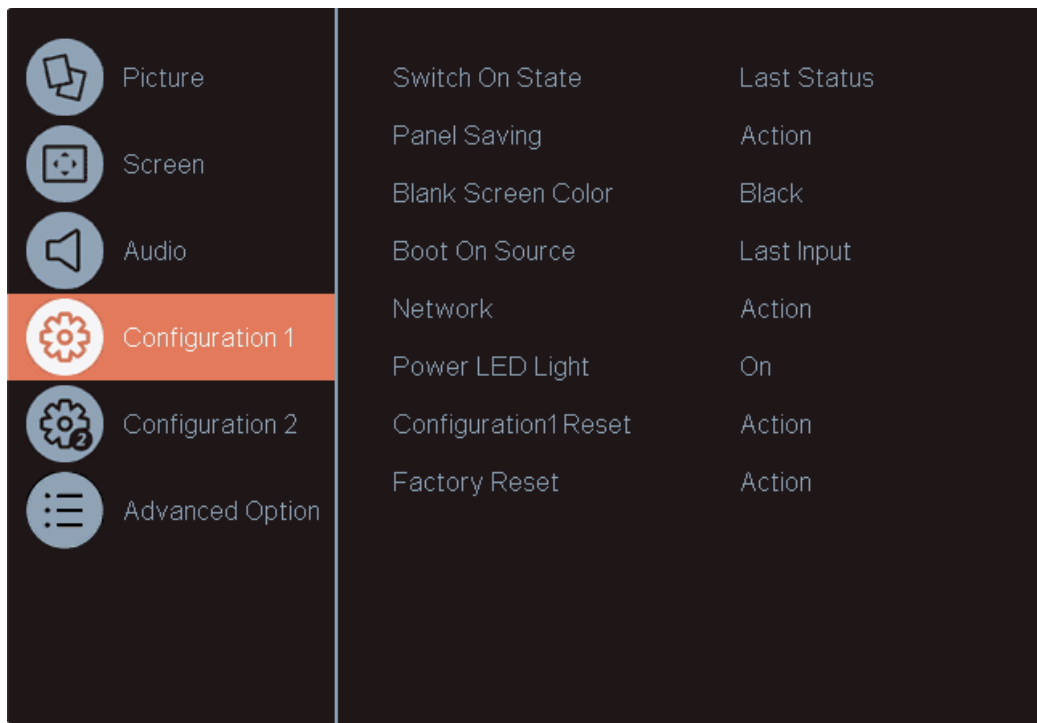 Picture
Screen
Audio
Configuration 1
2
Configuration 2
Advanced Option
Switch On State Last Status
Panel Saving Action
Blank Screen Color Black
Boot On Source Last Input
Network Action
Power LED Light On
Configuration1 Reset Action
Factory Reset Action